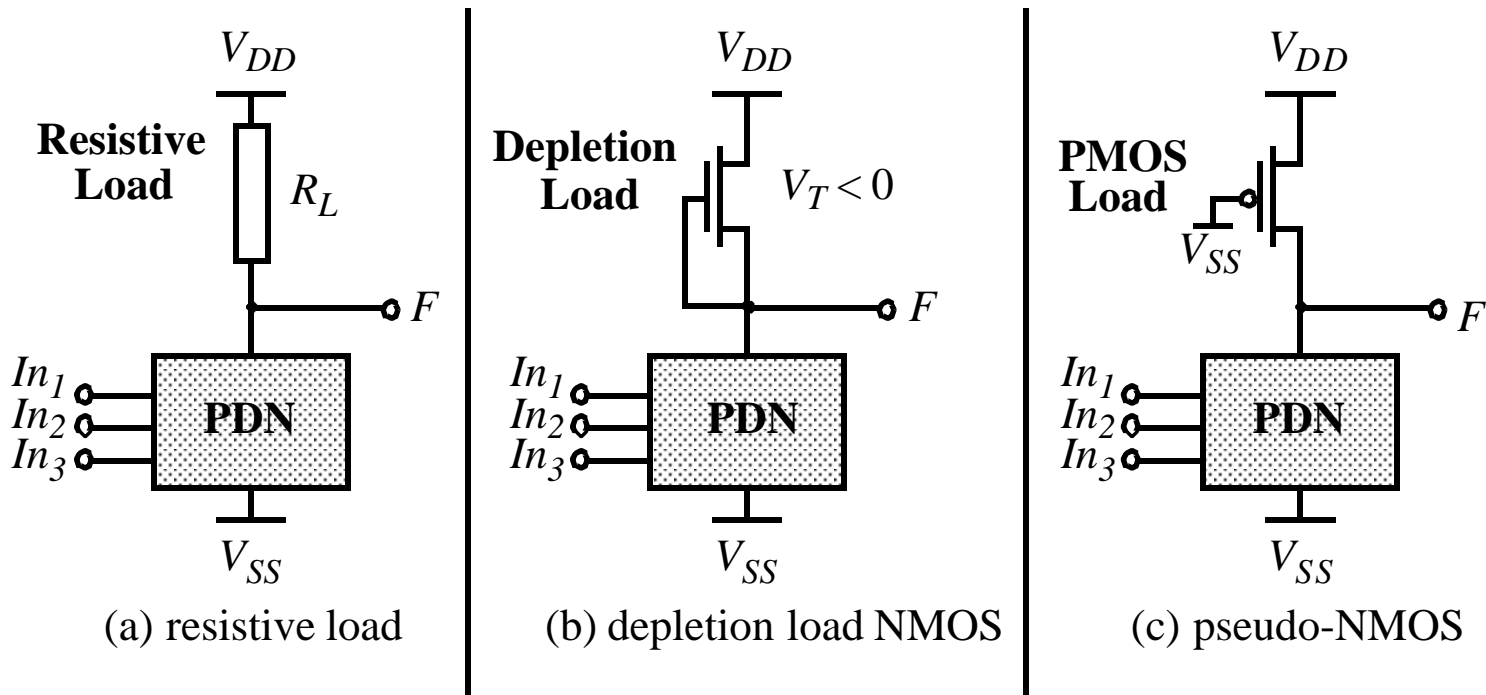 V_DD
Resistive
Load
R_L
F
In_1
In_2
In_3
PDN
V_SS
(a) resistive load
V_DD
Depletion
Load
V_T < 0
F
In_1
In_2
In_3
PDN
V_SS
(b) depletion load NMOS
V_DD
PMOS
Load
V_SS
F
In_1
In_2
In_3
PDN
V_SS
(c) pseudo-NMOS